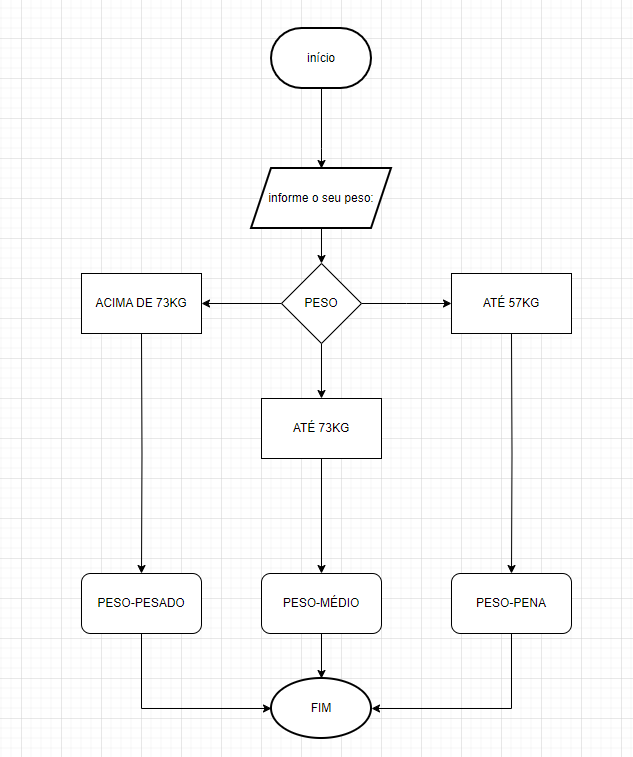 início
informe o seu peso:
ACIMA DE 73KG
PESO
ATÉ 57KG
ATÉ 73KG
PESO-PESADO
PESO-MÉDIO
PESO-PENA
FIM